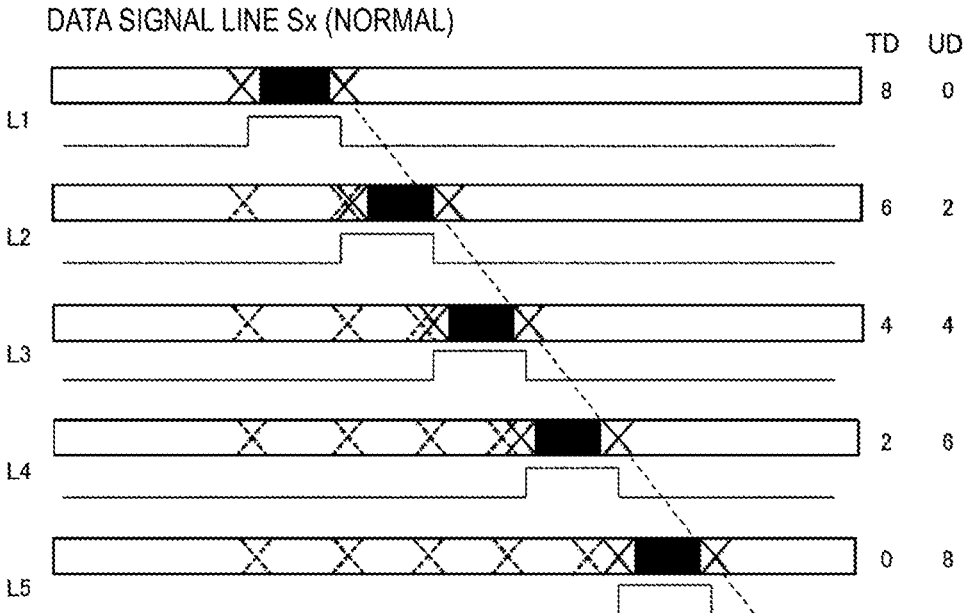 DATA SIGNAL LINE Sx (NORMAL)
TD UD
8 0
L1
6 2
L2
4 4
L3
2 6
L4
0 8
L5